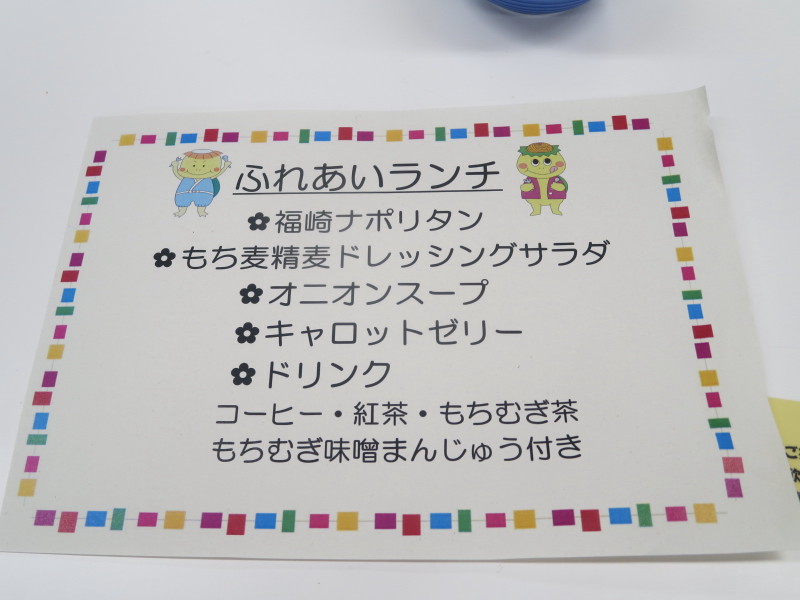 ふれあいランチ
✿福崎ナポリタン
✿もち麦精麦ドレッシングサラダ
✿オニオンスープ
✿キャロットゼリー
✿ドリンク
コーヒー・紅茶・もちむぎ茶
もちむぎ味噌まんじゅう付き